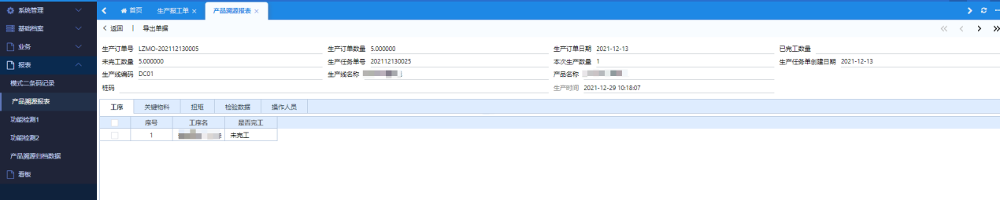 系统管理
首页 生产报工单 × 产品溯源报表 ×
基础档案
返回 | 导出单据
业务
报表
模式二条码记录
产品溯源报表
功能检测1
功能检测2
产品溯源归档数据
看板
生产订单号 LZMO-202112130005 生产订单数量 5.000000 生产订单日期 2021-12-13 已完工数量
未完工数量 5.000000 生产任务单号 202112130025 本次生产数量 1 生产任务单创建日期 2021-12-13
生产线编码 DC01 生产线名称 产品名称
桩码 生产时间 2021-12-29 10:18:07
工序 关键物料 扭矩 检验数据 操作人员
序号 工序名 是否完工
1 未完工